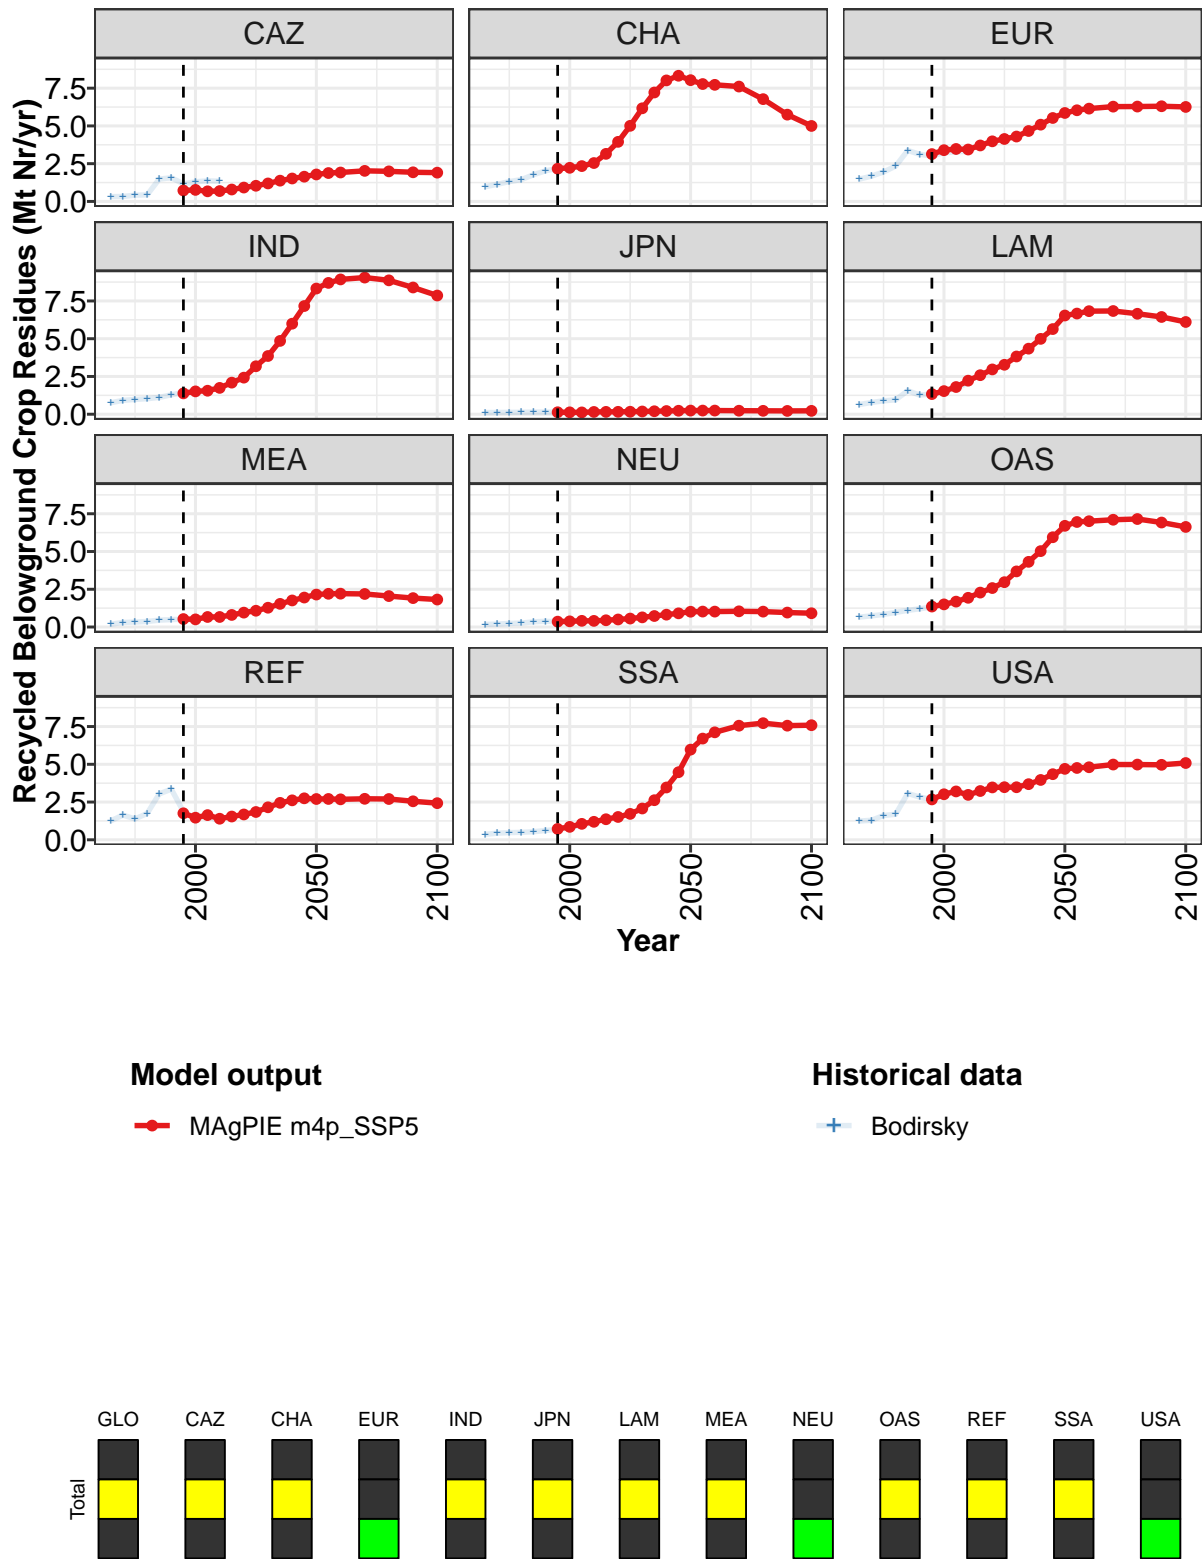 CAZ CHA EUR
7.5
5.0
2.5
0.0
IND JPN LAM
7.5
5.0
2.5
0.0
MEA NEU OAS
7.5
5.0
2.5
0.0
REF SSA USA
7.5
5.0
2.5
0.0
Recycled Belowground Crop Residues (Mt Nr/yr)
2000 2050 2100 2000 2050 2100 2000 2050 2100
Year
Model output Historical data
MAgPIE m4p_SSP5 Bodirsky
GLO CAZ CHA EUR IND JPN LAM MEA NEU OAS REF SSA USA
Total